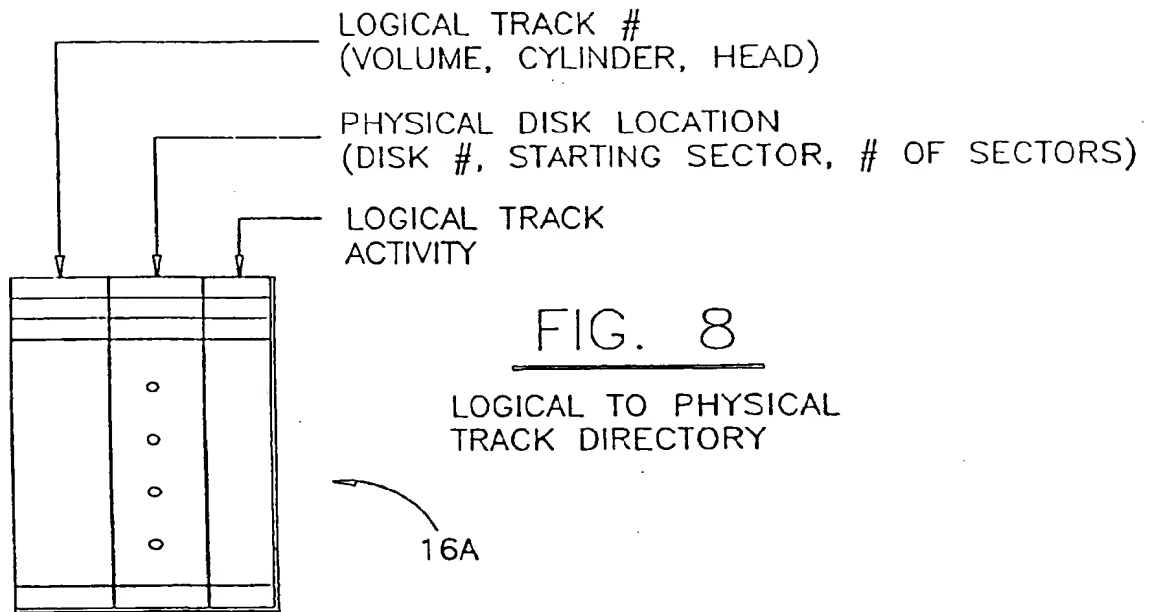 LOGICAL TRACK #
(VOLUME, CYLINDER, HEAD)
PHYSICAL DISK LOCATION
(DISK #, STARTING SECTOR, # OF SECTORS)
LOGICAL TRACK
ACTIVITY
FIG. 8
LOGICAL TO PHYSICAL
TRACK DIRECTORY
16A